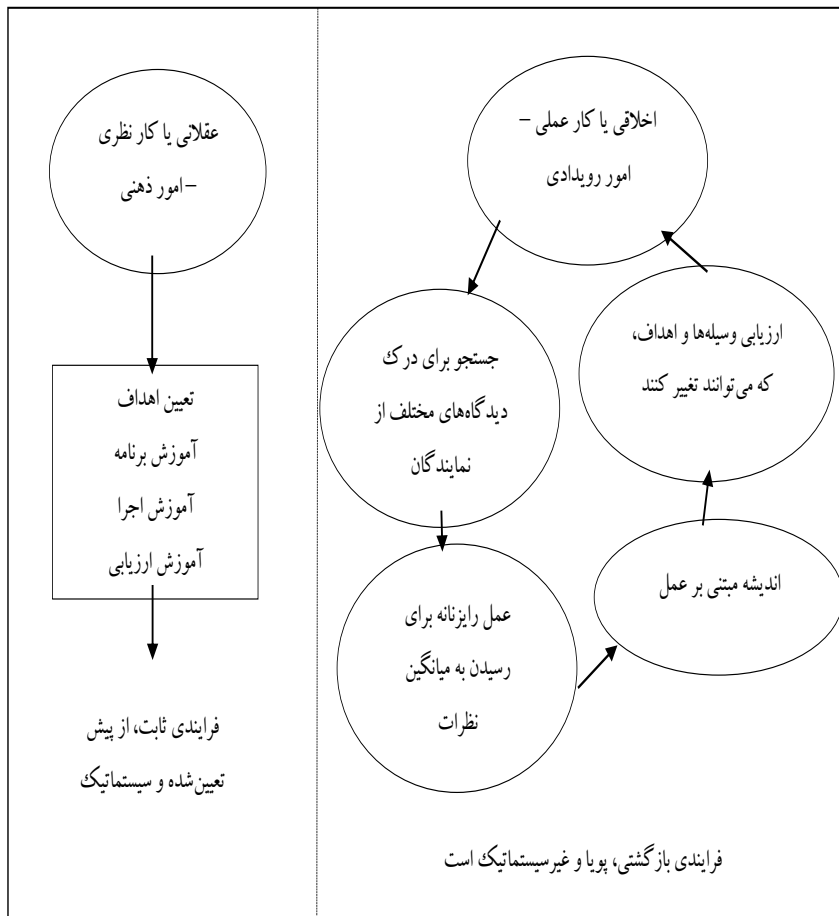 اخلاقی یا کار عملی –
امور رویدادی
جستجو برای درک
دیدگاه‌های مختلف از
نمایندگان
عمل رایزنانه برای
رسیدن به میانگین
نظرات
اندیشه مبتنی بر عمل
ارزیابی وسیله‌ها و اهداف،
که می‌توانند تغییر کنند
فرایندی بازگشتی، پویا و غیرسیستماتیک است
عقلانی یا کار نظری
–امور ذهنی
تعیین اهداف
آموزش برنامه
آموزش اجرا
آموزش ارزیابی
فرایندی ثابت، از پیش
تعیین‌شده و سیستماتیک